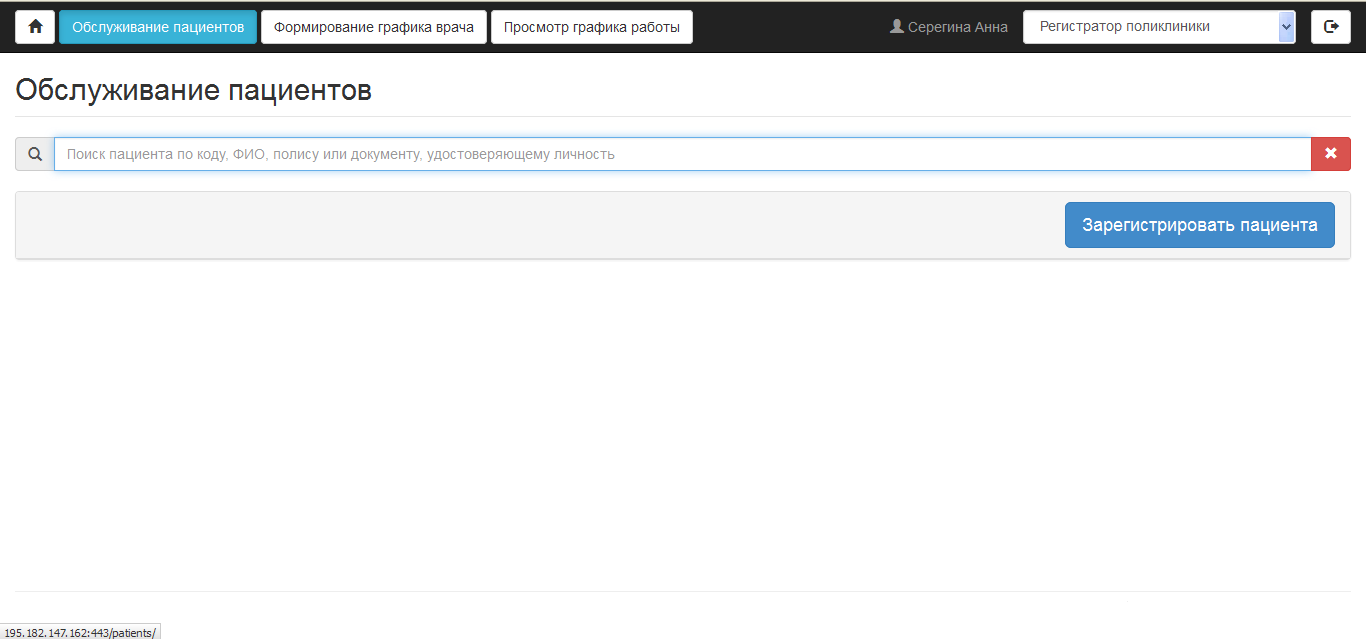 Обслуживание пациентов Формирование графика врача Просмотр графика работы Серегина Анна Регистратор поликлиники
Обслуживание пациентов
Поиск пациента по коду, ФИО, полису или документу, удостоверяющему личность
Зарегистрировать пациента
195.182.147.162:443/patients/